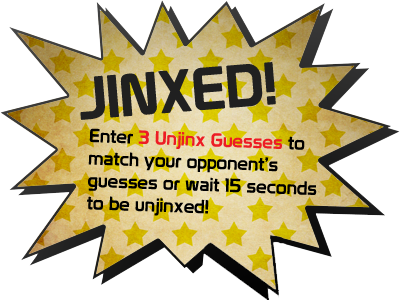 JINXED!
Enter 3 Unjinx Guesses to
match your opponent's
guesses or wait 15 seconds
to be unjinxed!